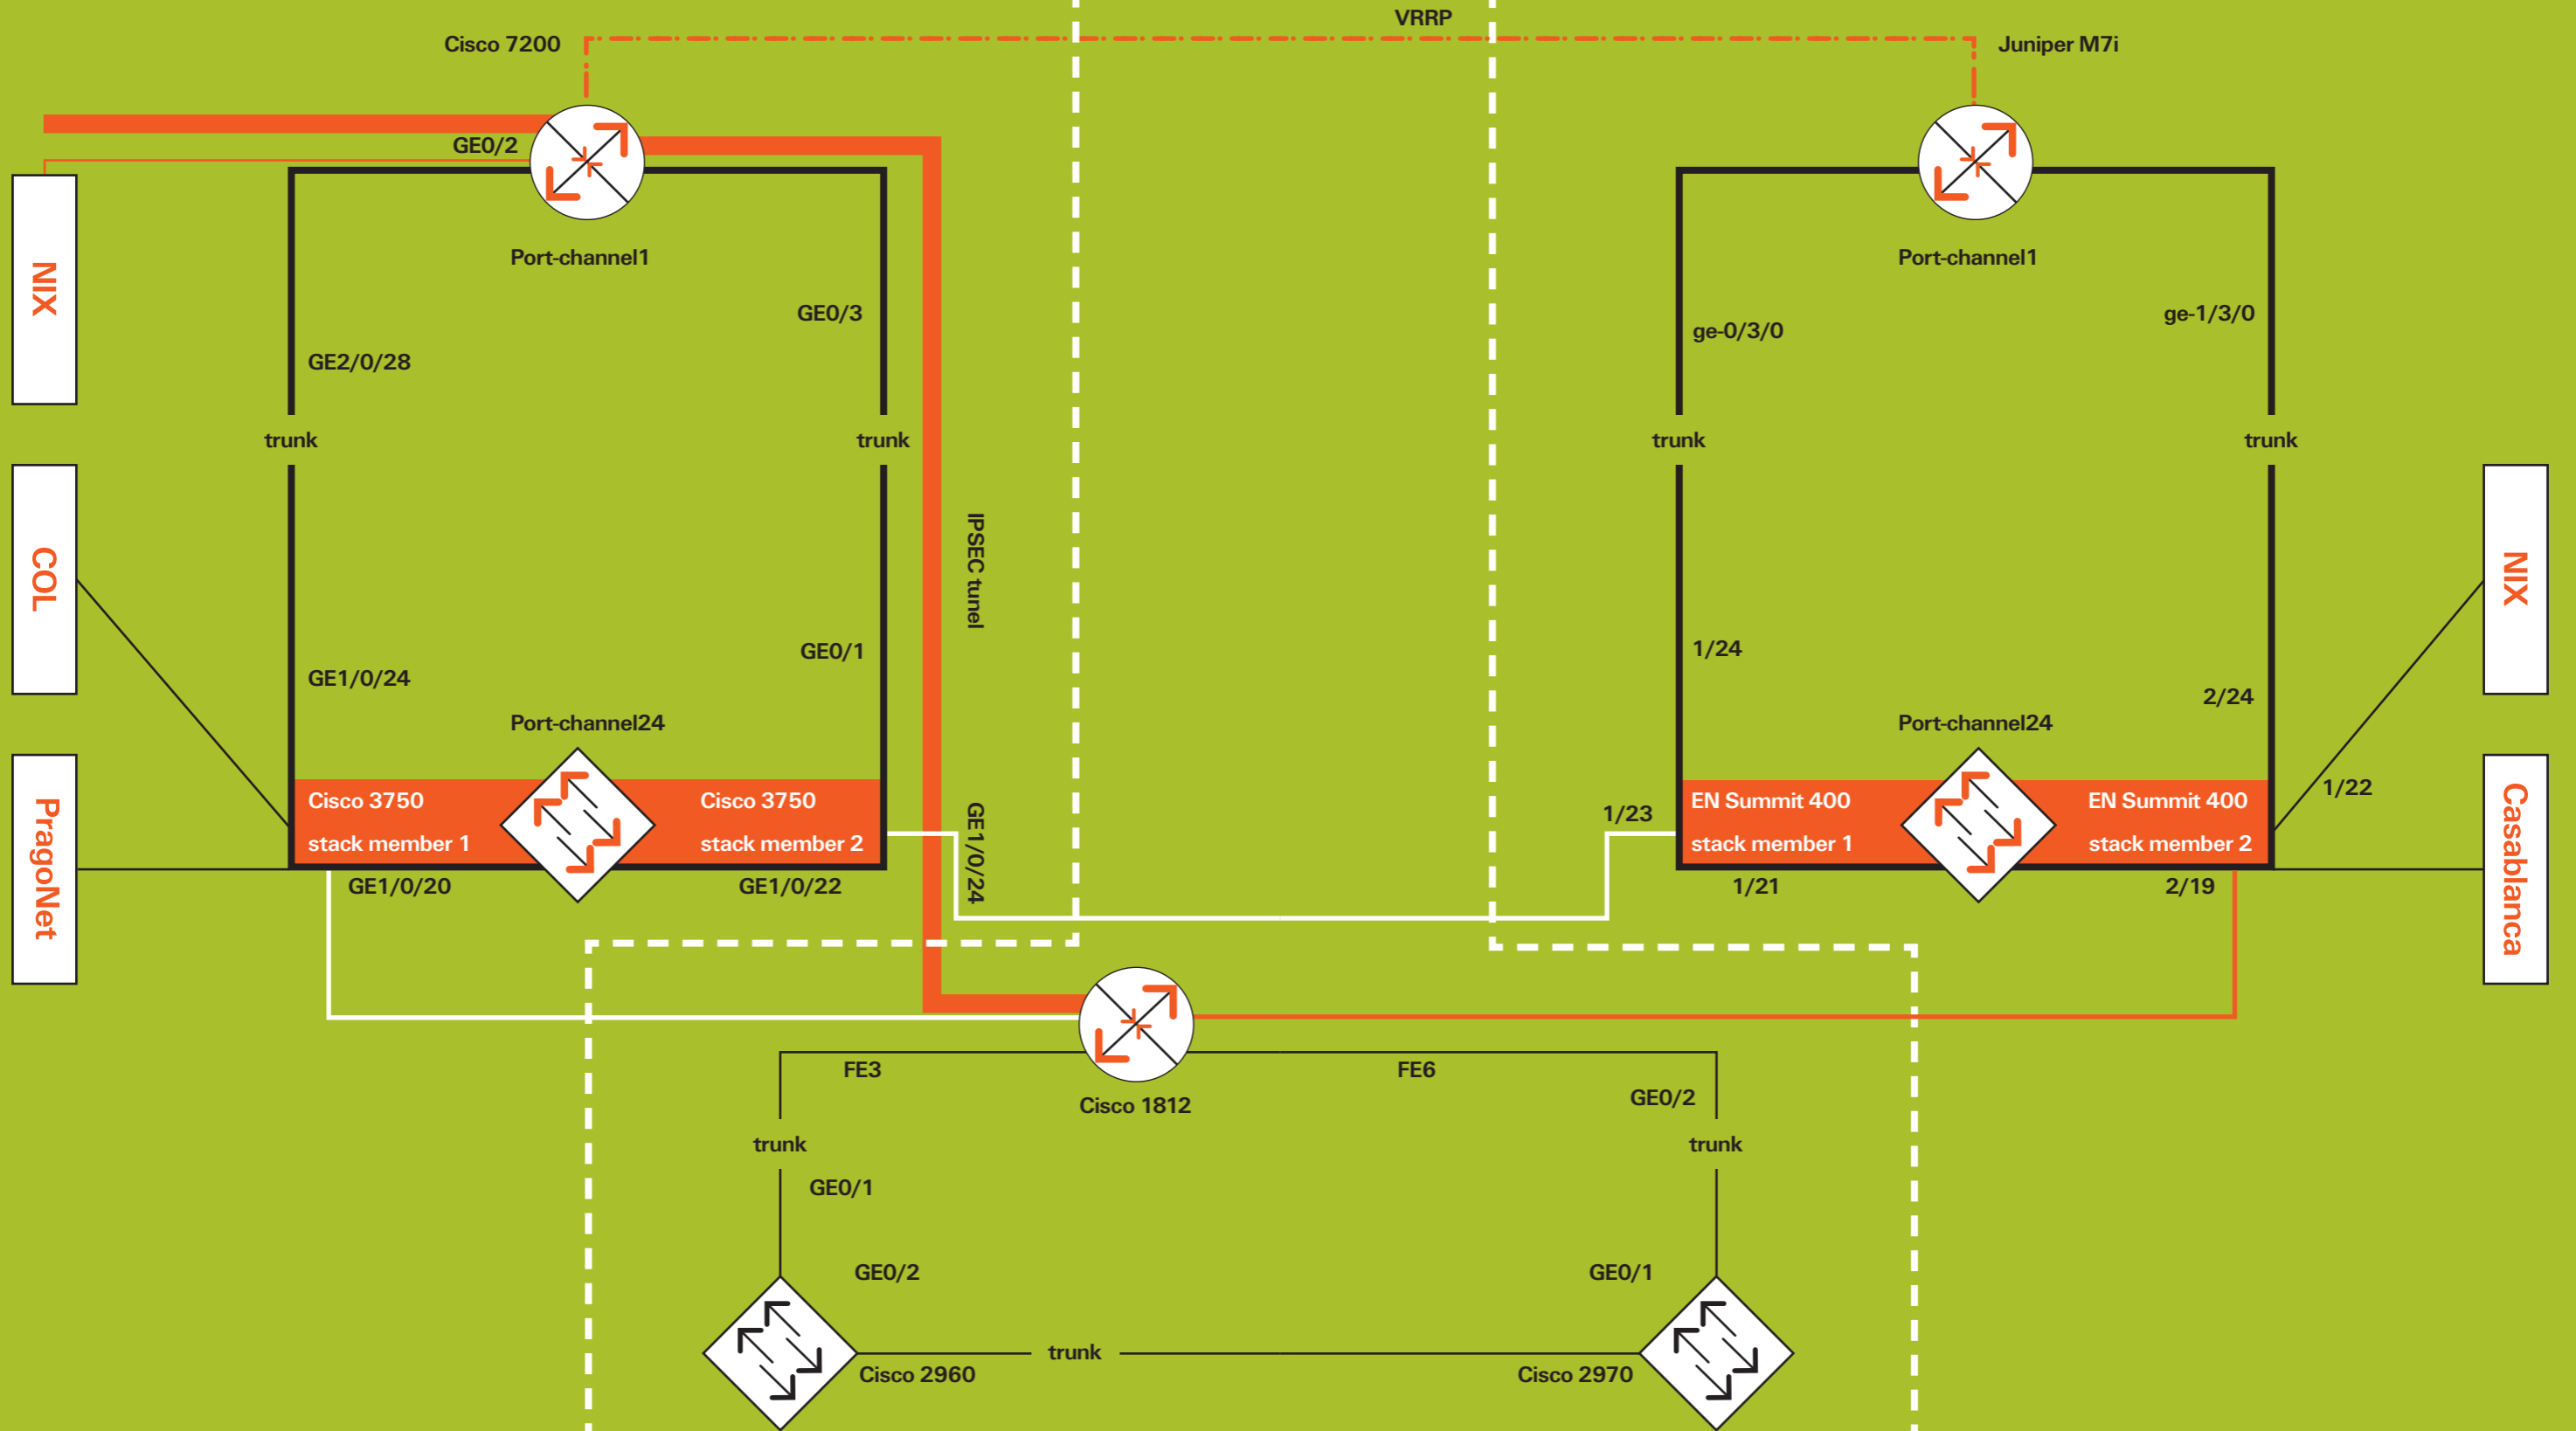 VRRP
Cisco 7200
Juniper M7i
GE0/2
NIX
Port-channel1
Port-channel1
GE0/3
ge-0/3/0
ge-1/3/0
GE2/0/28
trunk
trunk
trunk
trunk
COL
IPSEC tunel
NIX
GE0/1
1/24
GE1/0/24
2/24
Port-channel24
Port-channel24
1/22
PragoNet
Cisco 3750
stack member 1
Cisco 3750
stack member 2
GE1/0/24
1/23
EN Summit 400
stack member 1
EN Summit 400
stack member 2
Casablanca
GE1/0/20
GE1/0/22
1/21
2/19
FE3
FE6
Cisco 1812
GE0/2
trunk
trunk
GE0/1
GE0/2
GE0/1
trunk
Cisco 2960
Cisco 2970